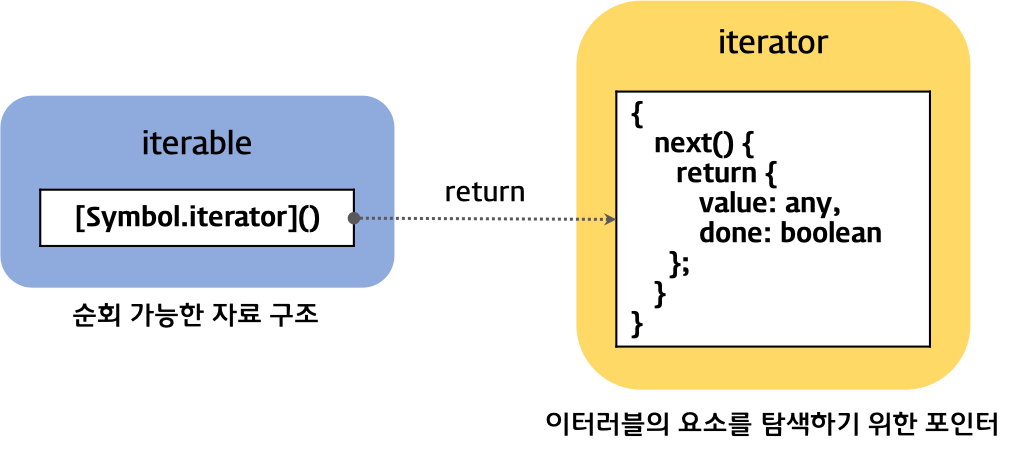 iterable
[Symbol.iterator]()
순회 가능한 자료 구조
return
iterator
{
next() {
return {
value: any,
done: boolean
};
}
}
이터러블의 요소를 탐색하기 위한 포인터